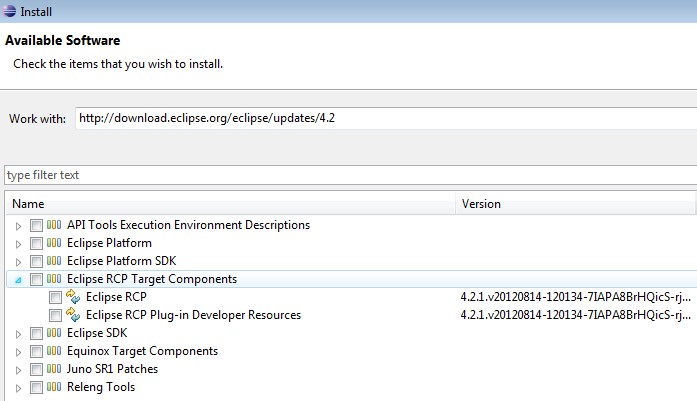 Install
Available Software
Check the items that you wish to install.
Work with: http://download.eclipse.org/eclipse/updates/4.2
type filter text
Name Version
API Tools Execution Environment Descriptions
Eclipse Platform
Eclipse Platform SDK
Eclipse RCP Target Components
Eclipse RCP 4.2.1.v20120814-120134-7IAPA8BrHQicS-rj...
Eclipse RCP Plug-in Developer Resources 4.2.1.v20120814-120134-7IAPA8BrHQicS-rj...
Eclipse SDK
Equinox Target Components
Juno SR1 Patches
Releng Tools